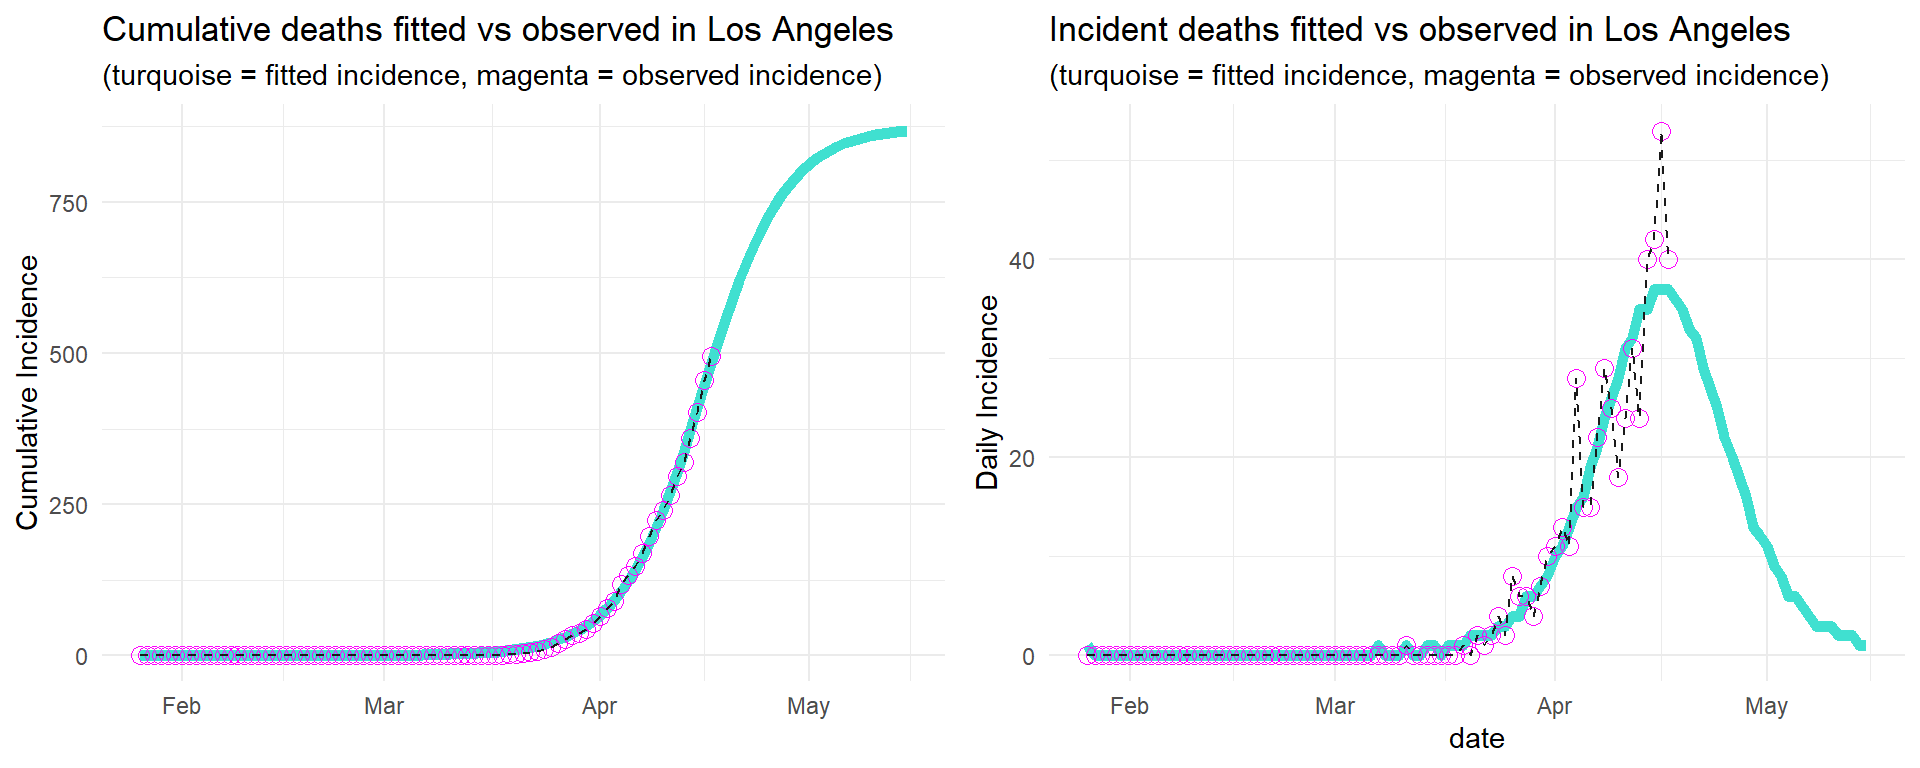 Cumulative deaths fitted vs observed in Los Angeles
(turquoise = fitted incidence, magenta = observed incidence)
Cumulative Incidence
750
500
250
0
Feb Mar Apr May
Incident deaths fitted vs observed in Los Angeles
(turquoise = fitted incidence, magenta = observed incidence)
Daily Incidence
40
20
0
Feb Mar Apr May
date